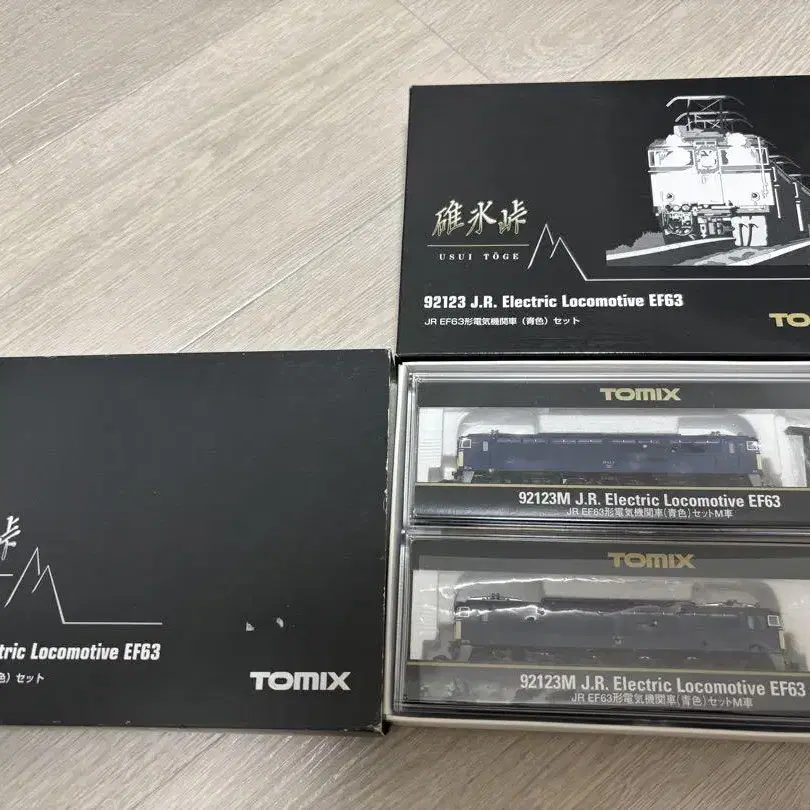 碓氷峠
USUI TŌGE
92123 J.R. Electric Locomotive EF63
JR EF63形電気機関車（青色）セット
TO
TOMIX
92123M J.R. Electric Locomotive EF63
JR EF63形電気機関車（青色）セットM車
TOMIX
92123M J.R. Electric Locomotive EF63
JR EF63形電気機関車（青色）セットM車
峠
tric Locomotive EF63
色）セット
TOMIX